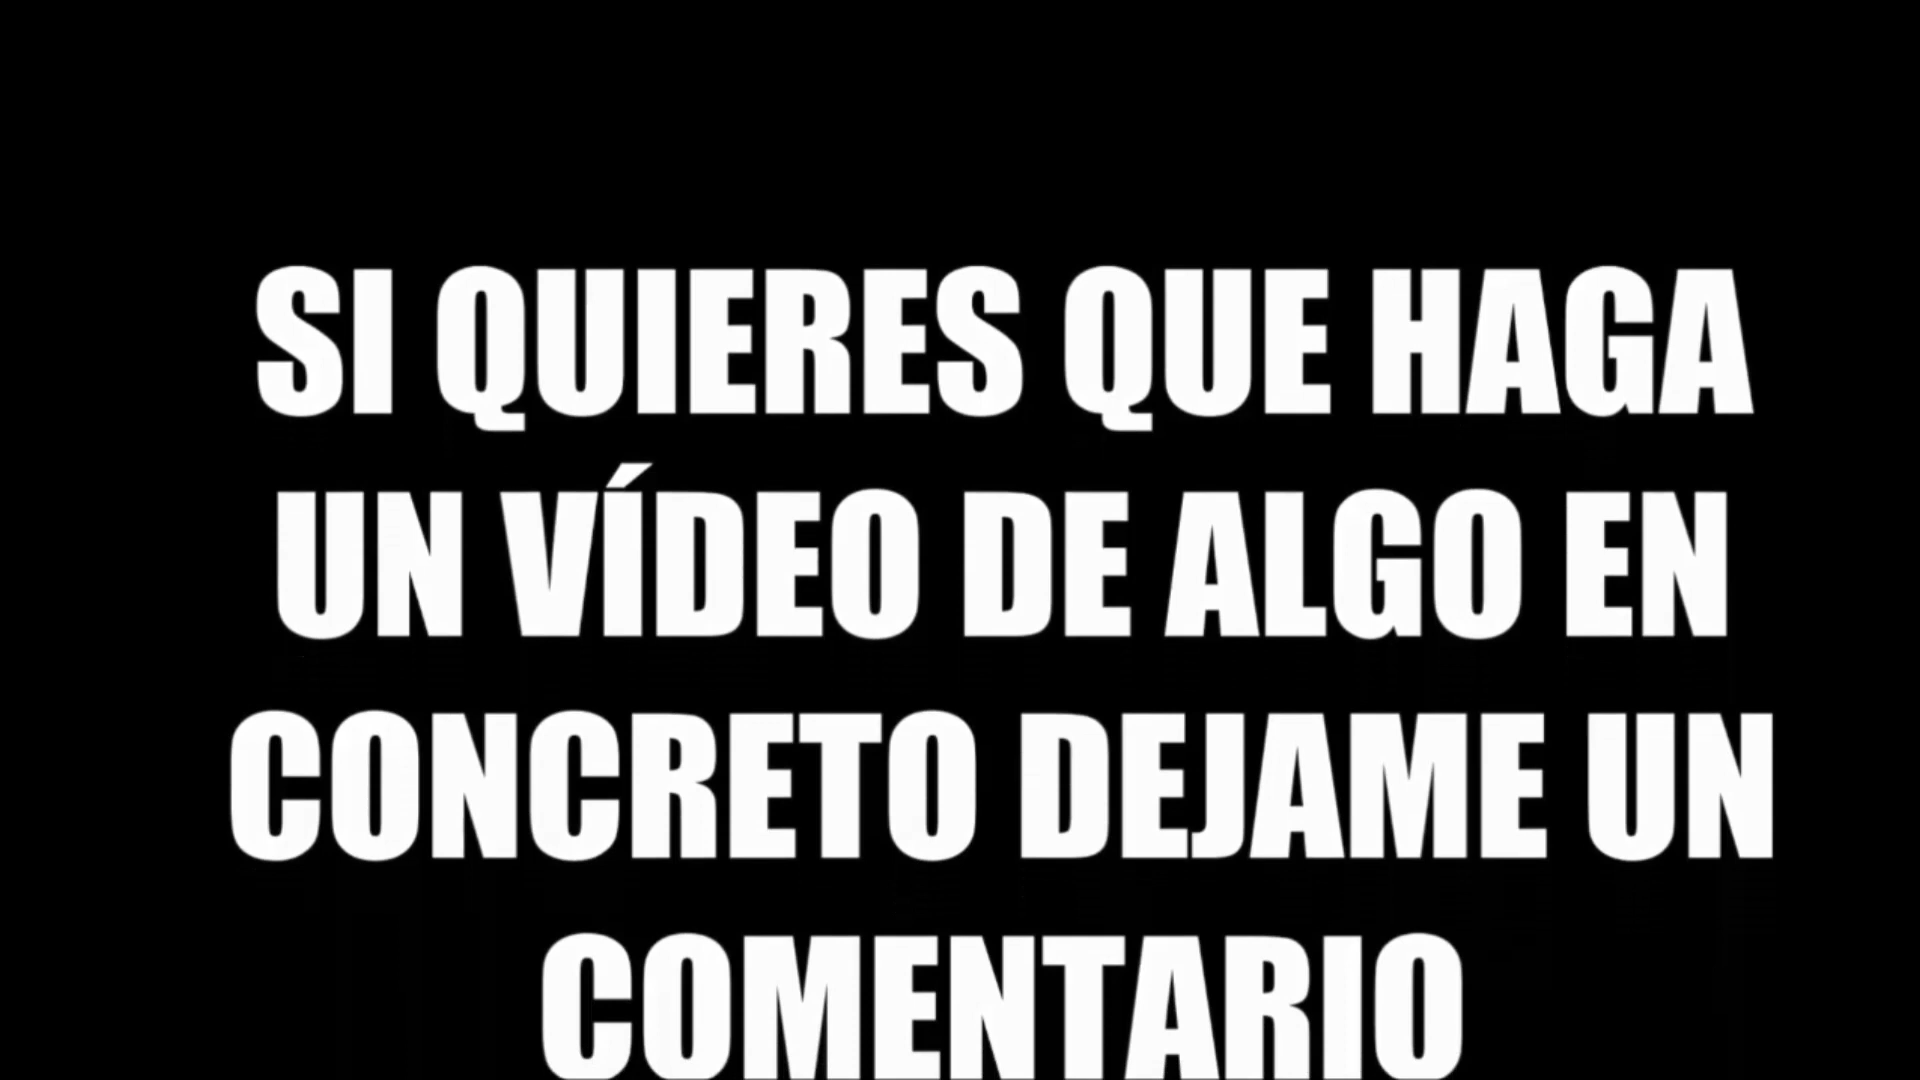 SI QUIERES QUE HAGA
UN VÍDEO DE ALGO EN
CONCRETO DEJAME UN
COMENTARIO